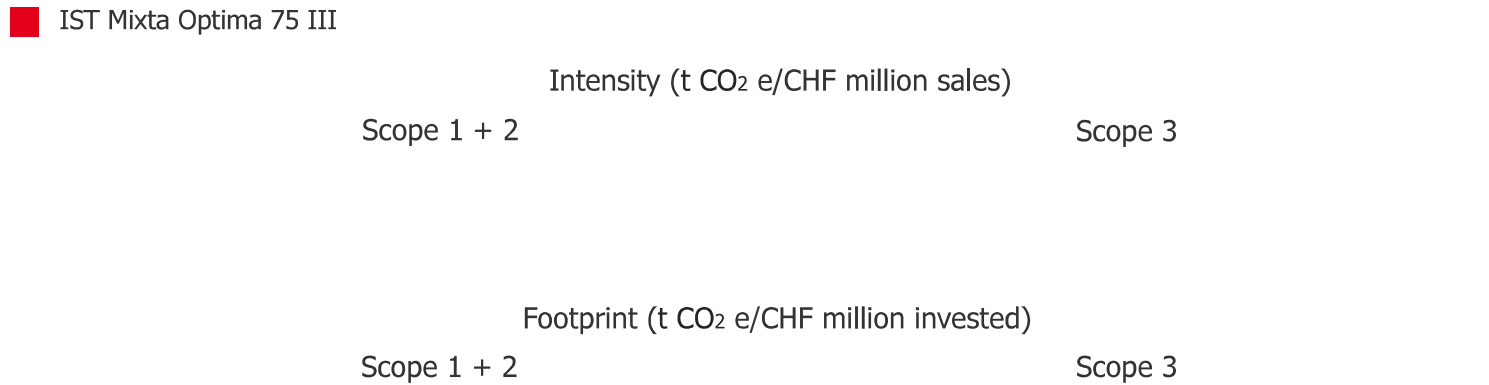 IST Mixta Optima 75 III
Intensity (t CO2 e/CHF million sales)
Scope 1 + 2 Scope 3
Footprint (t CO2 e/CHF million invested)
Scope 1 + 2 Scope 3